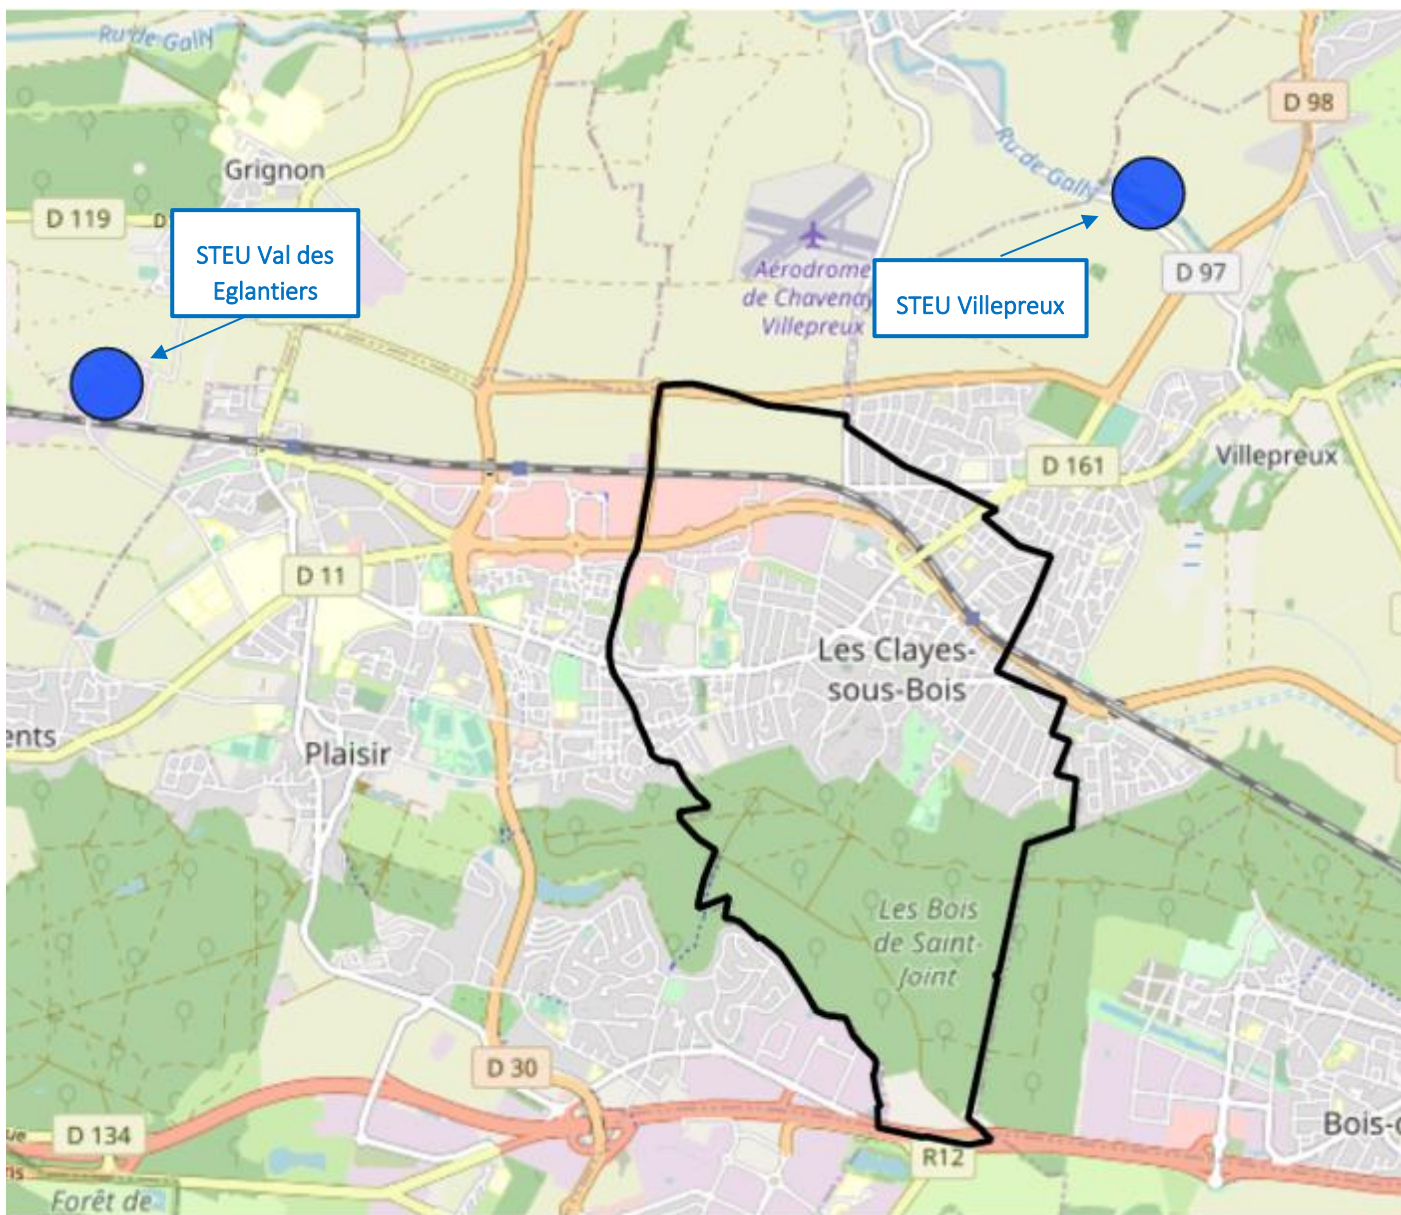 Ru de Gally
D 98
Grignon
Ru de Gally
D 119
D
STEU Val des
Eglantiers
Aérodrome
de Chavenay
Villepreux
D 97
STEU Villepreux
D 161
Villepreux
D 11
Les Clayes-
sous-Bois
ents
Plaisir
Les Bois
de Saint-
Joint
D 30
D 134
R12
Bois-d
Forêt de